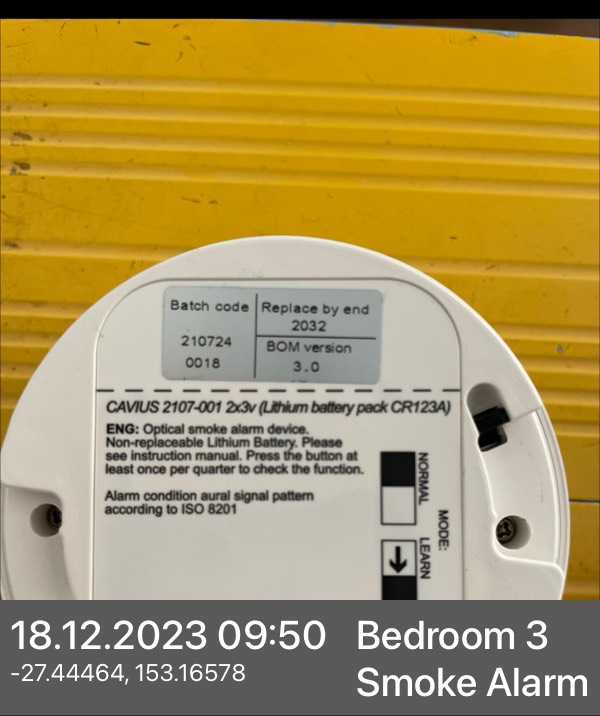 Batch code
210724
0018
Replace by end
2032
BOM version
3.0
CAVIUS 2107-001 2x3v (Lithium battery pack CR123A)
ENG: Optical smoke alarm device.
Non-replaceable Lithium Battery. Please
see instruction manual. Press the button at
least once per quarter to check the function.
Alarm condition aural signal pattern
according to ISO 8201
NORMAL
MODE:
LEARN
18.12.2023 09:50
-27.44464, 153.16578
Bedroom 3
Smoke Alarm